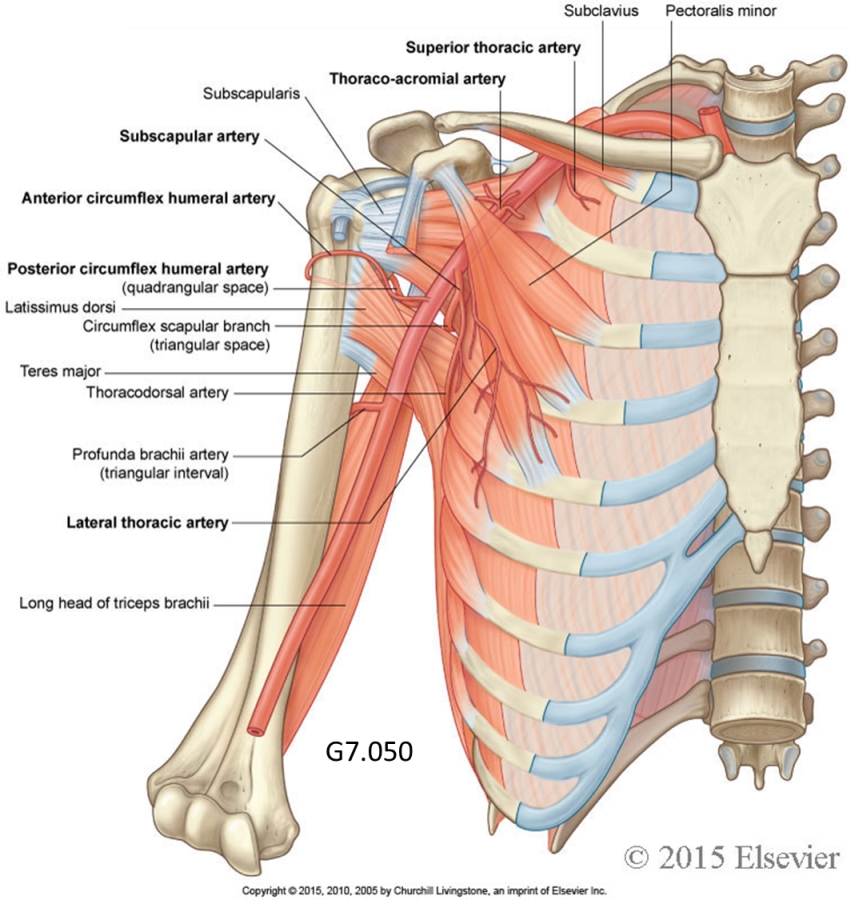 Subclavius
Pectoralis minor
Superior thoracic artery
Thoraco-acromial artery
Subscapularis
Subscapular artery
Anterior circumflex humeral artery
Posterior circumflex humeral artery
(quadrangular space)
Latissimus dorsi
Circumflex scapular branch
(triangular space)
Teres major
Thoracodorsal artery
Profunda brachii artery
(triangular interval)
Lateral thoracic artery
Long head of triceps brachii
G7.050
© 2015 Elsevier
Copyright © 2015, 2010, 2005 by Churchill Livingstone, an imprint of Elsevier Inc.